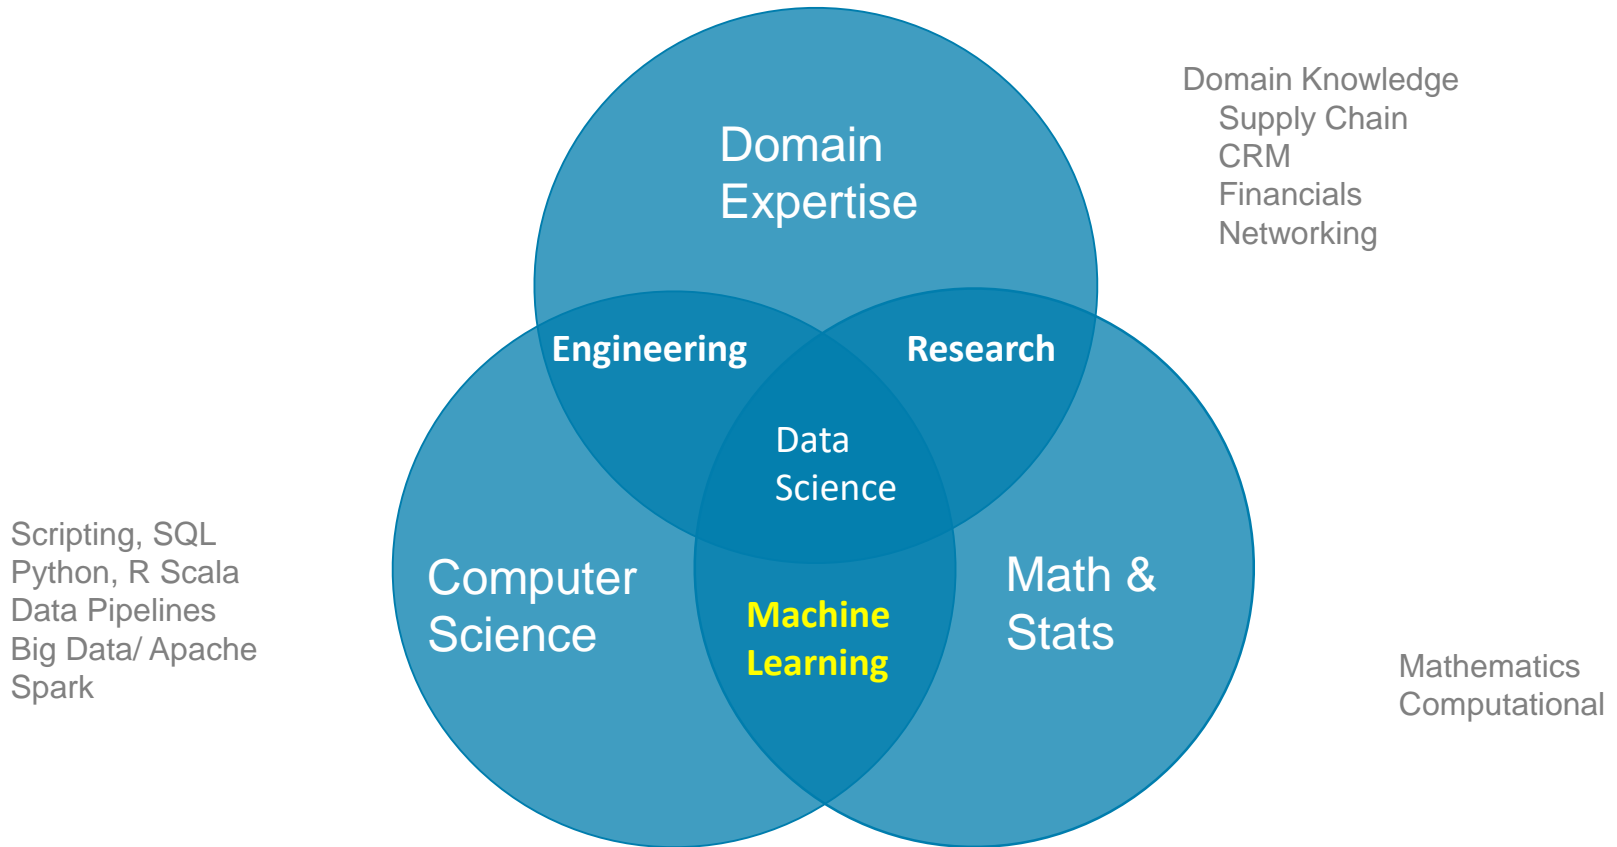 Domain Knowledge
Supply Chain
CRM
Financials
Networking
Domain
Expertise
Engineering
Research
Data
Science
Scripting, SQL
Python, R Scala
Data Pipelines
Big Data/ Apache
Spark
Computer
Science
Machine
Learning
Math &
Stats
Mathematics
Computational